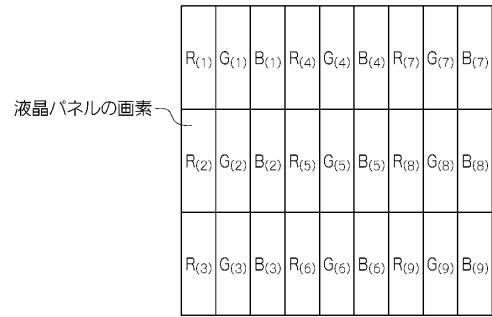 R(1) G(1) B(1) R(4) G(4) B(4) R(7) G(7) B(7)
液晶パネルの画素
R(2) G(2) B(2) R(5) G(5) B(5) R(8) G(8) B(8)
R(3) G(3) B(3) R(6) G(6) B(6) R(9) G(9) B(9)